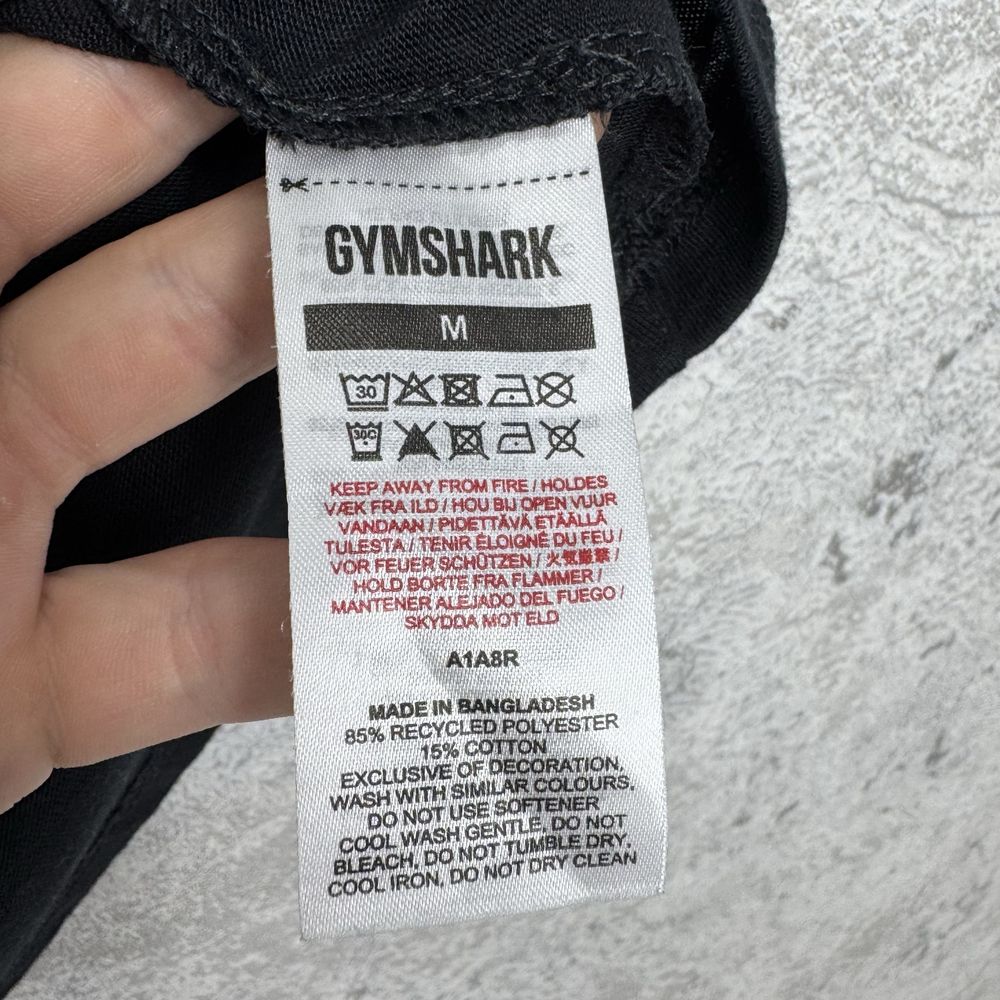 GYMSHARK
M
30
30C
KEEP AWAY FROM FIRE / HOLDES
VÆK FRA ILD / HOU BIJ OPEN VUUR
VANDAAN / PIDETTÄVÄ ETÄÄLLÄ
TULESTA / TENIR ÉLOIGNÉ DU FEU /
VOR FEUER SCHÜTZEN / 火気厳禁 /
HOLD BORTE FRA FLAMMER /
MANTENER ALEJADO DEL FUEGO /
SKYDDA MOT ELD
A1A8R
MADE IN BANGLADESH
85% RECYCLED POLYESTER
15% COTTON
EXCLUSIVE OF DECORATION.
WASH WITH SIMILAR COLOURS.
DO NOT USE SOFTENER
COOL WASH GENTLE, DO NOT
BLEACH, DO NOT TUMBLE DRY,
COOL IRON, DO NOT DRY CLEAN